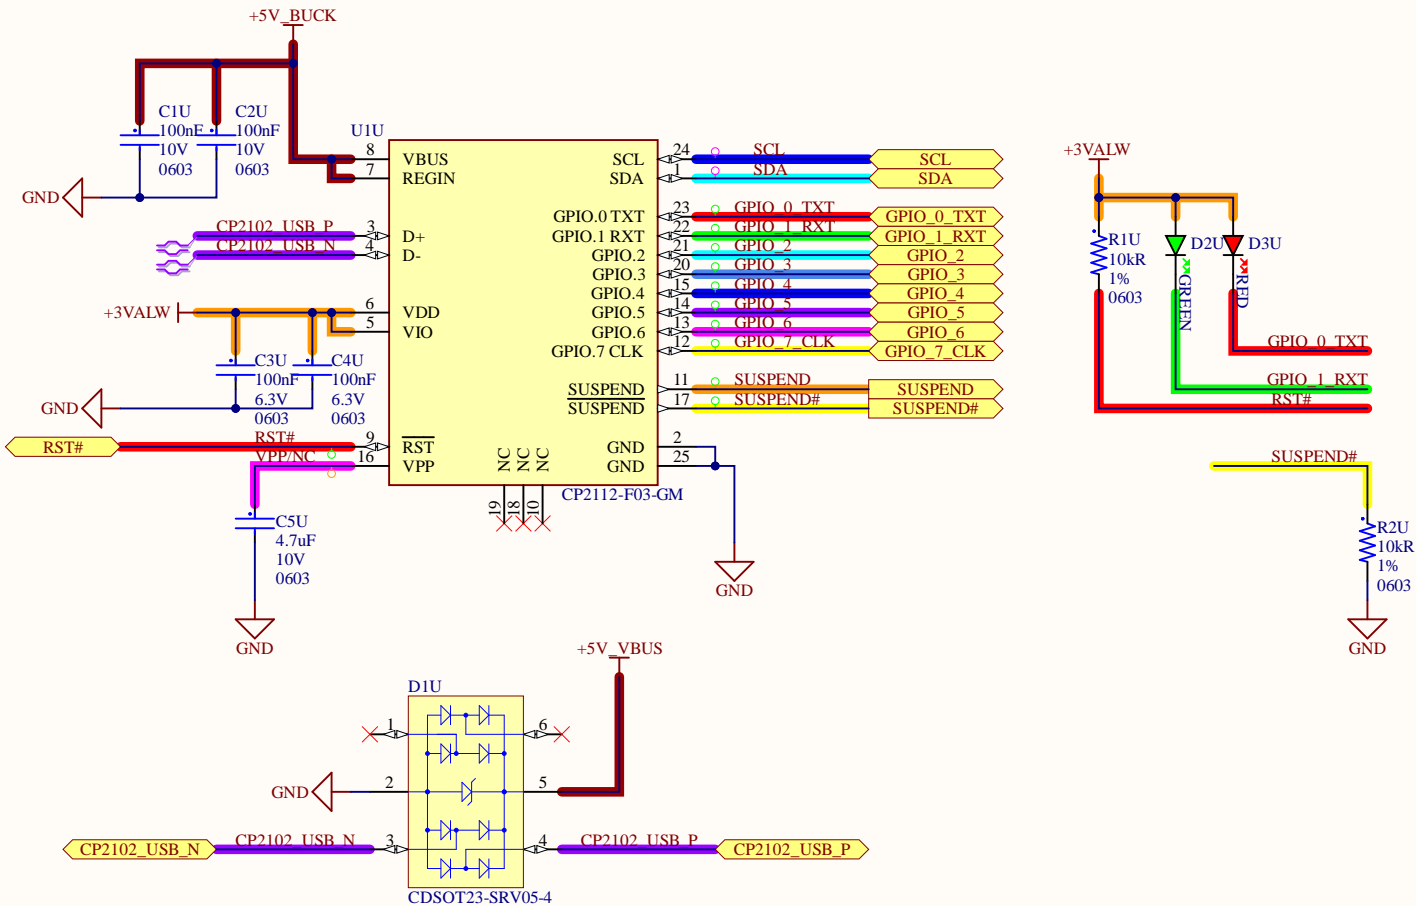 +5V_BUCK
C1U
100nF
10V
0603
C2U
100nF
10V
0603
GND
U1U
8
VBUS
7
REGIN
CP2102_USB_P
3
D+
CP2102_USB_N
4
D-
+3VALW
6
VDD
5
VIO
C3U
100nF
6.3V
0603
C4U
100nF
6.3V
0603
GND
RST#
RST#
9
RST
VPP/NC
16
VPP
C5U
4.7uF
10V
0603
GND
SCL
24
SCL
SCL
SDA
1
SDA
SDA
GPIO.0 TXT
23
GPIO_0_TXT
GPIO_0_TXT
GPIO.1 RXT
22
GPIO_1_RXT
GPIO_1_RXT
GPIO.2
21
GPIO_2
GPIO_2
GPIO.3
20
GPIO_3
GPIO_3
GPIO.4
15
GPIO_4
GPIO_4
GPIO.5
14
GPIO_5
GPIO_5
GPIO.6
13
GPIO_6
GPIO_6
GPIO.7 CLK
12
GPIO_7_CLK
GPIO_7_CLK
SUSPEND
11
SUSPEND
SUSPEND
SUSPEND
17
SUSPEND#
SUSPEND#
GND
2
GND
25
NC
NC
NC
19
18
10
CP2112-F03-GM
GND
+3VALW
R1U
10kR
1%
0603
D2U
GREEN
D3U
RED
GPIO_0_TXT
GPIO_1_RXT
RST#
SUSPEND#
R2U
10kR
1%
0603
GND
+5V_VBUS
D1U
1
6
GND
2
5
CP2102_USB_N
CP2102_USB_N
3
4
CP2102_USB_P
CP2102_USB_P
CDSOT23-SRV05-4